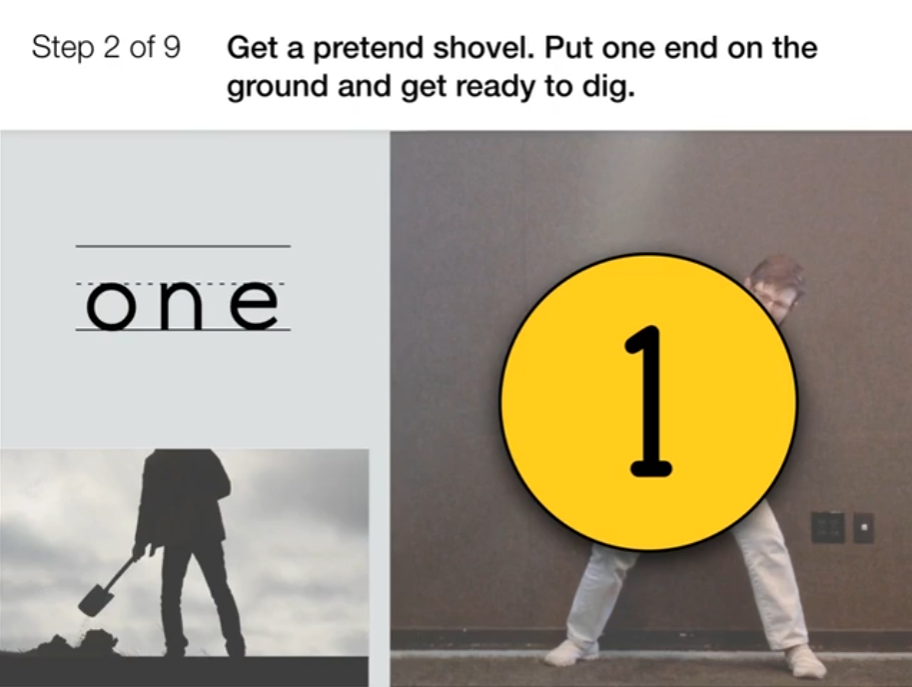 Step 2 of 9
Get a pretend shovel. Put one end on the
ground and get ready to dig.
one
1